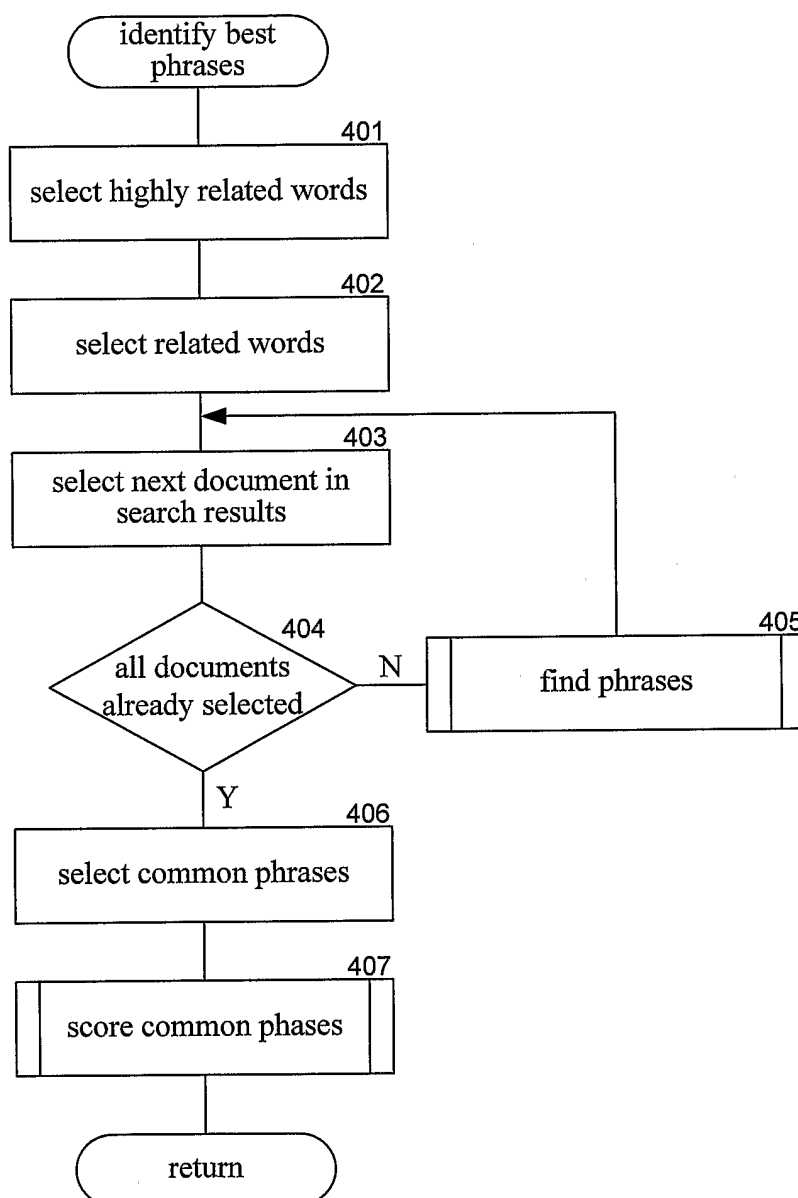 identify best
phrases
401
select highly related words
402
select related words
403
select next document in
search results
404
all documents
already selected
N
405
find phrases
Y
406
select common phrases
407
score common phases
return